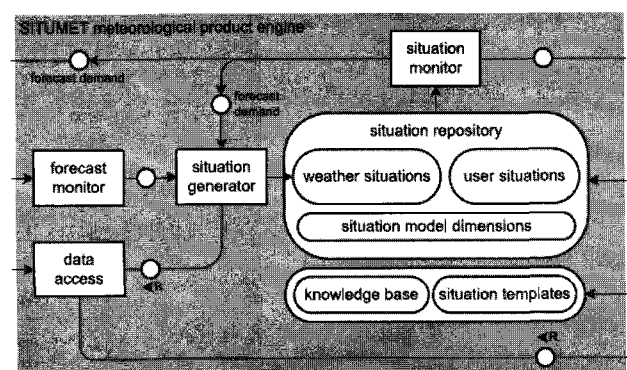 SITUMET meteorological product engine
situation
monitor
forecast demand
forecast
demand
situation repository
forecast
monitor
situation
generator
weather situations
user situations
situation model dimensions
data
access
R
knowledge base
situation templates
R